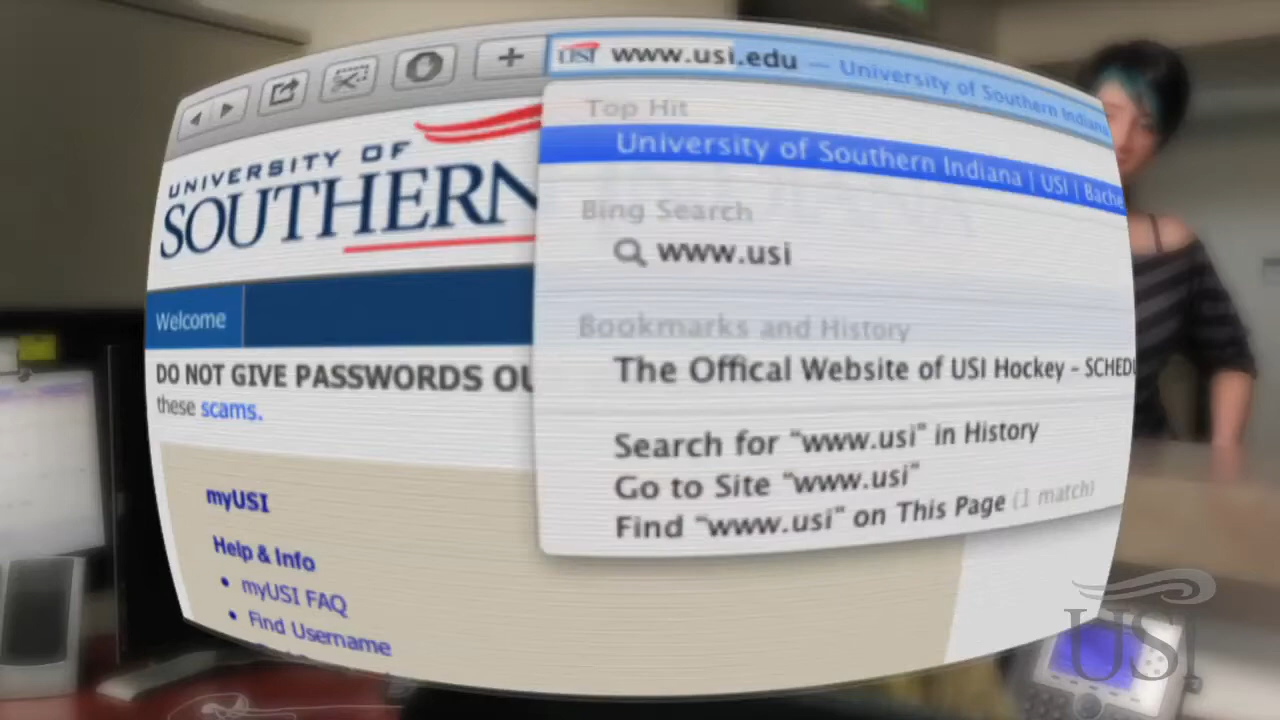 USI www.usi.edu — University of Southern Indiana
Top Hit
University of Southern Indiana | USI | Bache
Bing Search
www.usi
Bookmarks and History
The Offical Website of USI Hockey - SCHEDU
Search for "www.usi" in History
Go to Site "www.usi"
Find "www.usi" on This Page (1 match)
UNIVERSITY OF
SOUTHERN
Welcome
DO NOT GIVE PASSWORDS OU
these scams.
myUSI
Help & Info
• myUSI FAQ
• Find Username
USI